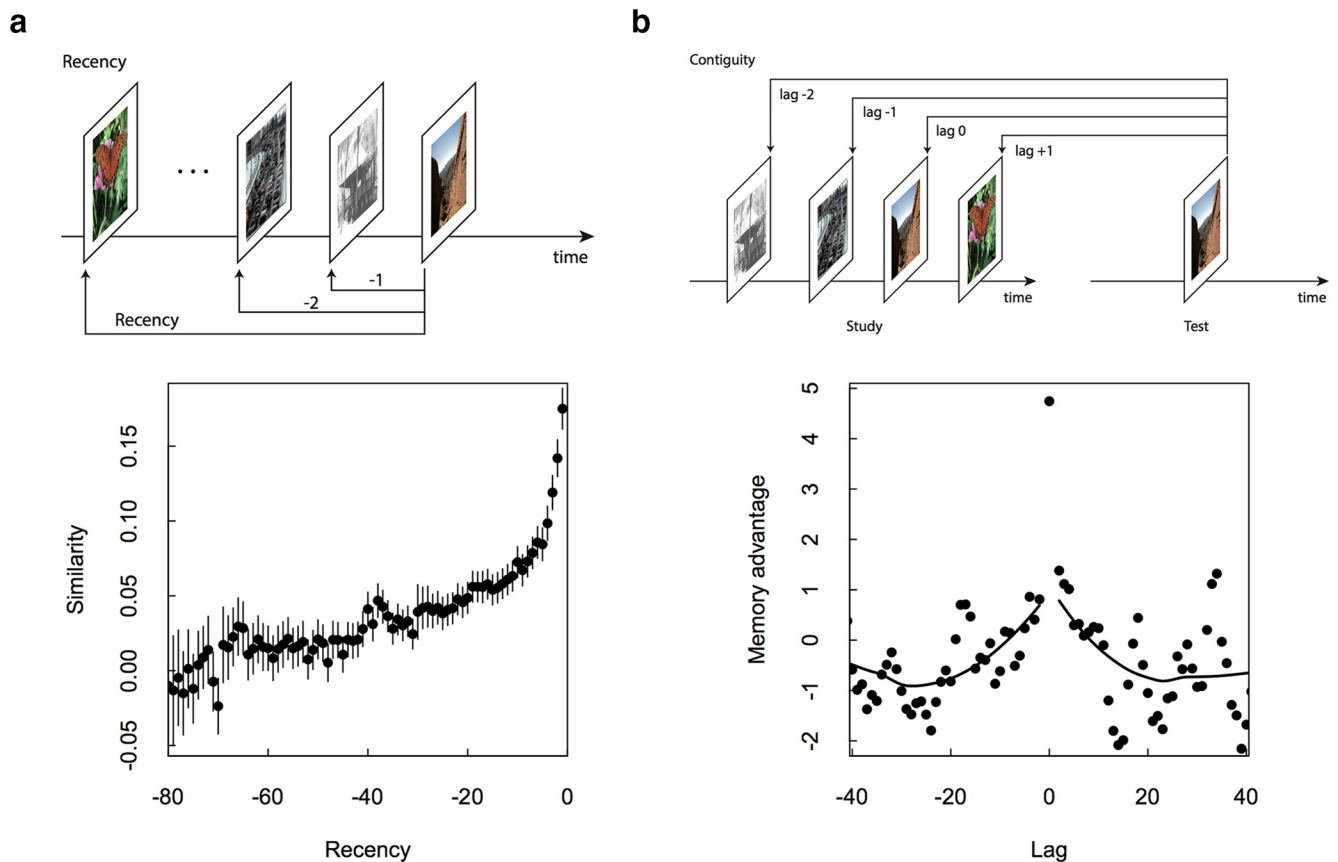 a
Recency
...
time
-1
-2
Recency
Similarity
0.15
0.10
0.05
0.00
-0.05
-80
-60
-40
-20
0
Recency
b
Contiguity
lag -2
lag -1
lag 0
lag +1
time
time
Study
Test
Memory advantage
5
4
3
2
1
0
-1
-2
-40
-20
0
20
40
Lag